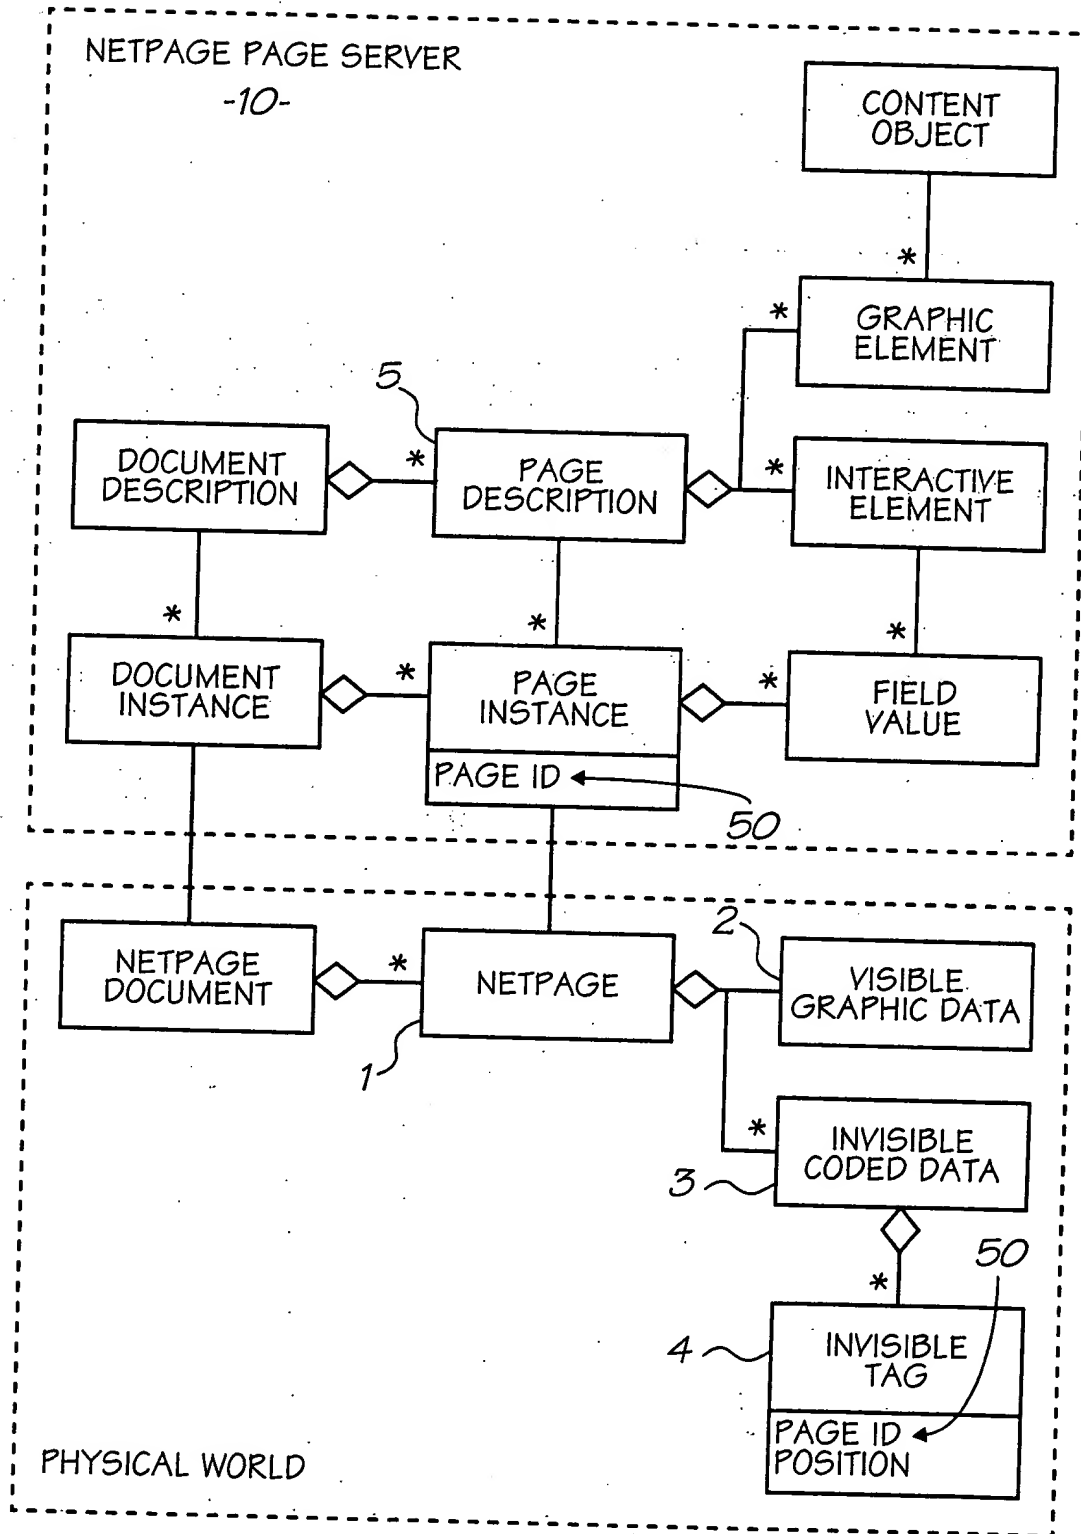 NETPAGE PAGE SERVER
-10-
CONTENT
OBJECT
*
*
GRAPHIC
ELEMENT
5
DOCUMENT
DESCRIPTION
*
PAGE
DESCRIPTION
*
INTERACTIVE
ELEMENT
*
*
*
DOCUMENT
INSTANCE
*
PAGE
INSTANCE
*
FIELD
VALUE
PAGE ID
50
NETPAGE
DOCUMENT
*
NETPAGE
1
2
VISIBLE
GRAPHIC DATA
*
INVISIBLE
CODED DATA
3
*
50
4
INVISIBLE
TAG
PAGE ID
POSITION
PHYSICAL WORLD